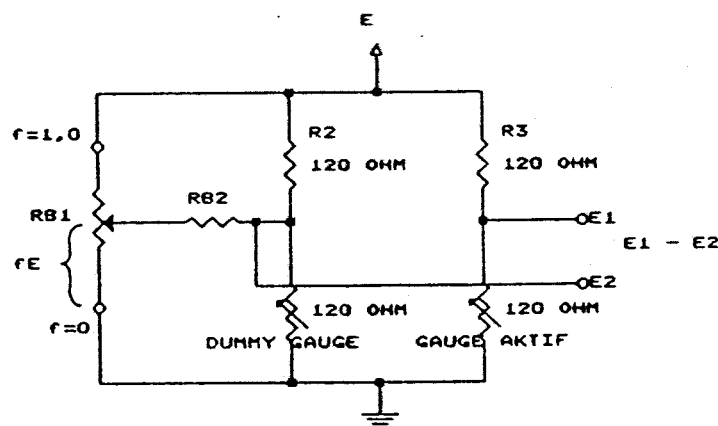 E
R2
R3
f=1,0
120 OHM
120 OHM
RB2
RB1
E1
E1 - E2
fE
E2
120 OHM
120 OHM
f=0
DUMMY GAUGE
GAUGE AKTIF